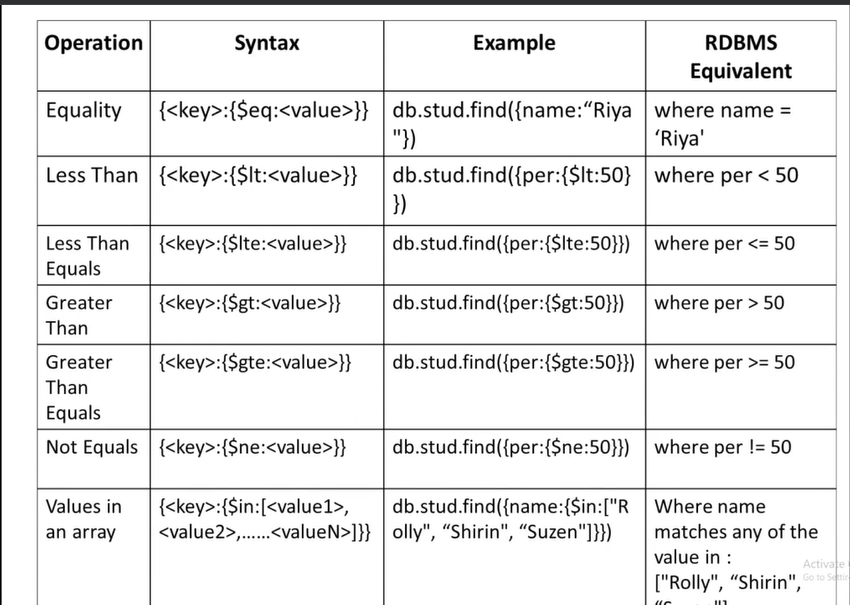 Operation Syntax Example RDBMS
Equivalent
Equality {<key>:{$eq:<value>}} db.stud.find({name:“Riya where name =
"}) ‘Riya'
Less Than {<key>:{$lt:<value>}} db.stud.find({per:{$lt:50} where per < 50
})
Less Than {<key>:{$lte:<value>}} db.stud.find({per:{$lte:50}}) where per <= 50
Equals
Greater {<key>:{$gt:<value>}} db.stud.find({per:{$gt:50}}) where per > 50
Than
Greater {<key>:{$gte:<value>}} db.stud.find({per:{$gte:50}}) where per >= 50
Than
Equals
Not Equals {<key>:{$ne:<value>}} db.stud.find({per:{$ne:50}}) where per != 50
Values in {<key>:{$in:[<value1>, db.stud.find({name:{$in:["R Where name
an array <value2>,……<valueN>]}} olly", “Shirin", “Suzen"]}}) matches any of the
value in :
["Rolly", “Shirin",
Activate
Go to Settin